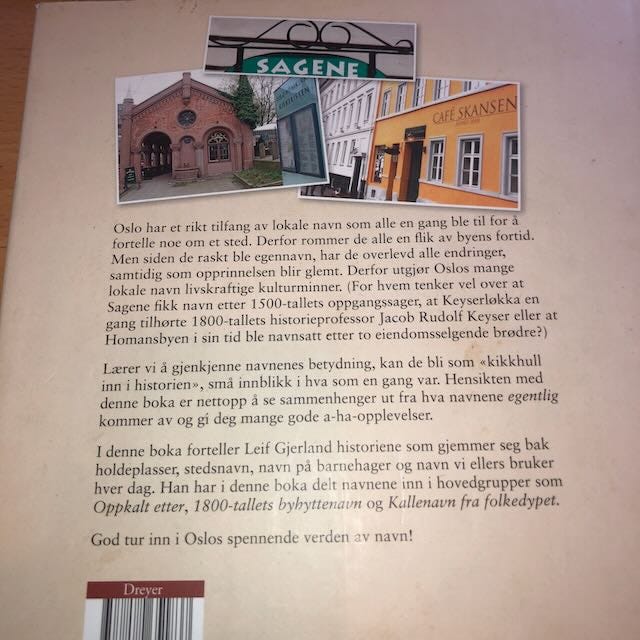 SAGENE
CAFÉ SKANSEN
Oslo har et rikt tilfang av lokale navn som alle en gang ble til for å
fortelle noe om et sted. Derfor rommer de alle en flik av byens fortid.
Men siden de raskt ble egennavn, har de overlevd alle endringer,
samtidig som opprinnelsen blir glemt. Derfor utgjør Oslos mange
lokale navn livskraftige kulturminner. (For hvem tenker vel over at
Sagene fikk navn etter 1500-tallets oppgangssager, at Keyserløkka en
gang tilhørte 1800-tallets historieprofessor Jacob Rudolf Keyser eller at
Homansbyen i sin tid ble navnsatt etter to eiendomsselgende brødre?)
Lærer vi å gjenkjenne navnenes betydning, kan de bli som «kikkhull
inn i historien», små innblikk i hva som en gang var. Hensikten med
denne boka er nettopp å se sammenhenger ut fra hva navnene egentlig
kommer av og gi deg mange gode a-ha-opplevelser.
I denne boka forteller Leif Gjerland historiene som gjemmer seg bak
holdeplasser, stedsnavn, navn på barnehager og navn vi ellers bruker
hver dag. Han har i denne boka delt navnene inn i hovedgrupper som
Oppkalt etter, 1800-tallets byhyttenavn og Kallenavn fra folkedypet.
God tur inn i Oslos spennende verden av navn!
Dreyer